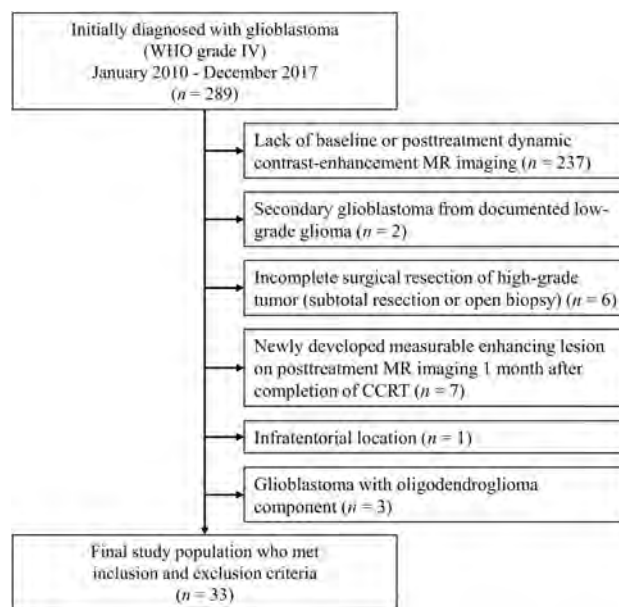 Initially diagnosed with glioblastoma
(WHO grade IV)
January 2010 - December 2017
(n = 289)
Lack of baseline or posttreatment dynamic
contrast-enhancement MR imaging (n = 237)
Secondary glioblastoma from documented low-
grade glioma (n = 2)
Incomplete surgical resection of high-grade
tumor (subtotal resection or open biopsy) (n = 6)
Newly developed measurable enhancing lesion
on posttreatment MR imaging 1 month after
completion of CCRT (n = 7)
Infratentorial location (n = 1)
Glioblastoma with oligodendroglioma
component (n = 3)
Final study population who met
inclusion and exclusion criteria
(n = 33)